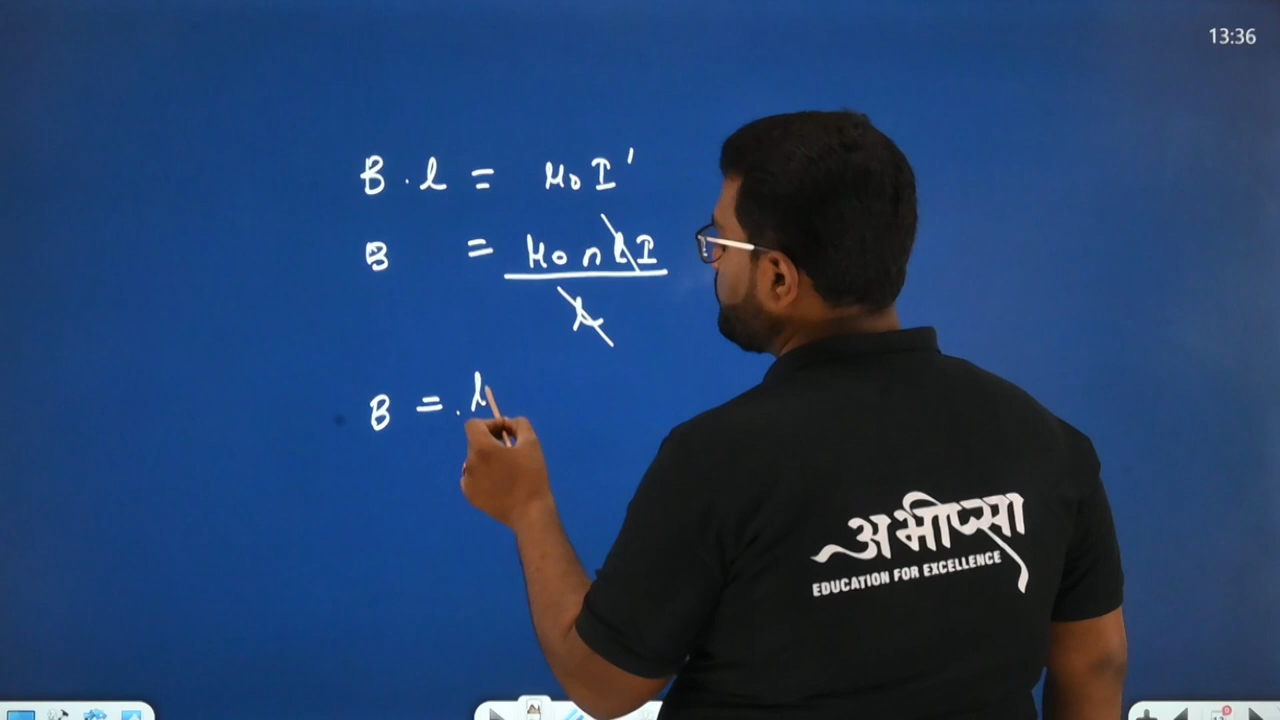 13:36
B . l = μ₀ I'
B = μ₀ n l I
l
B = . μ
अभीप्सा
EDUCATION FOR EXCELLENCE